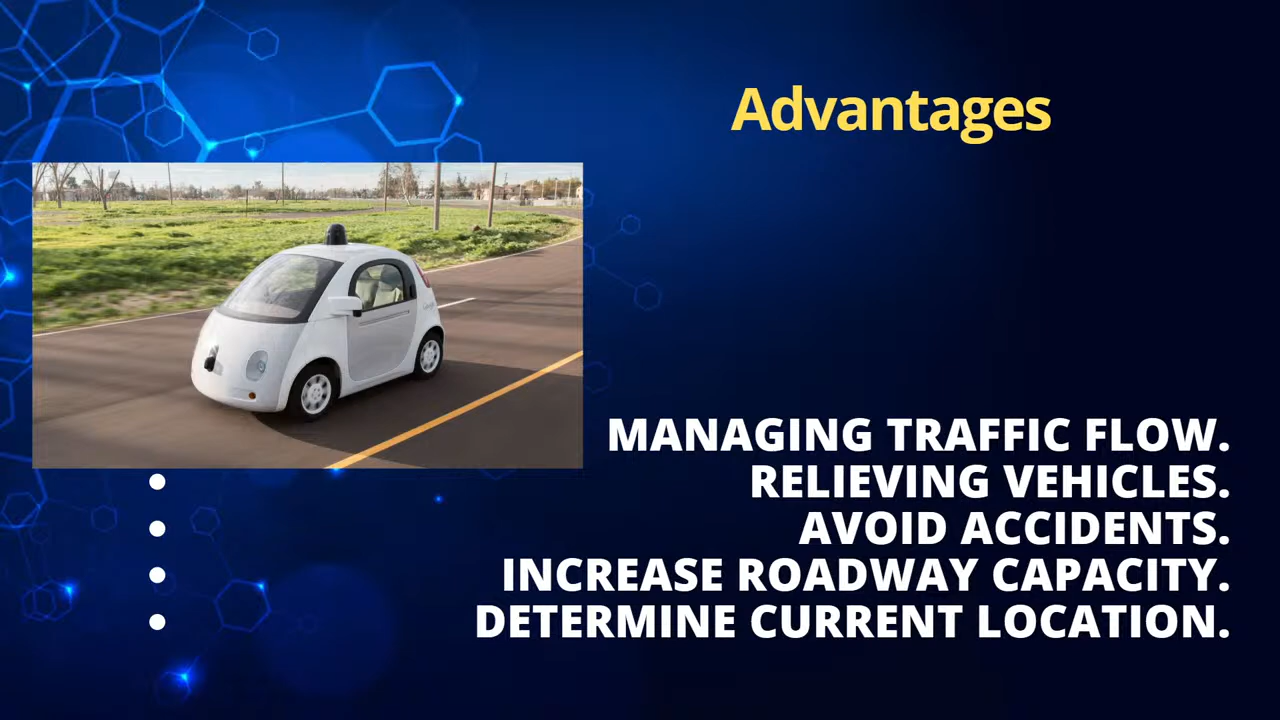 Advantages
MANAGING TRAFFIC FLOW.
RELIEVING VEHICLES.
AVOID ACCIDENTS.
INCREASE ROADWAY CAPACITY.
DETERMINE CURRENT LOCATION.